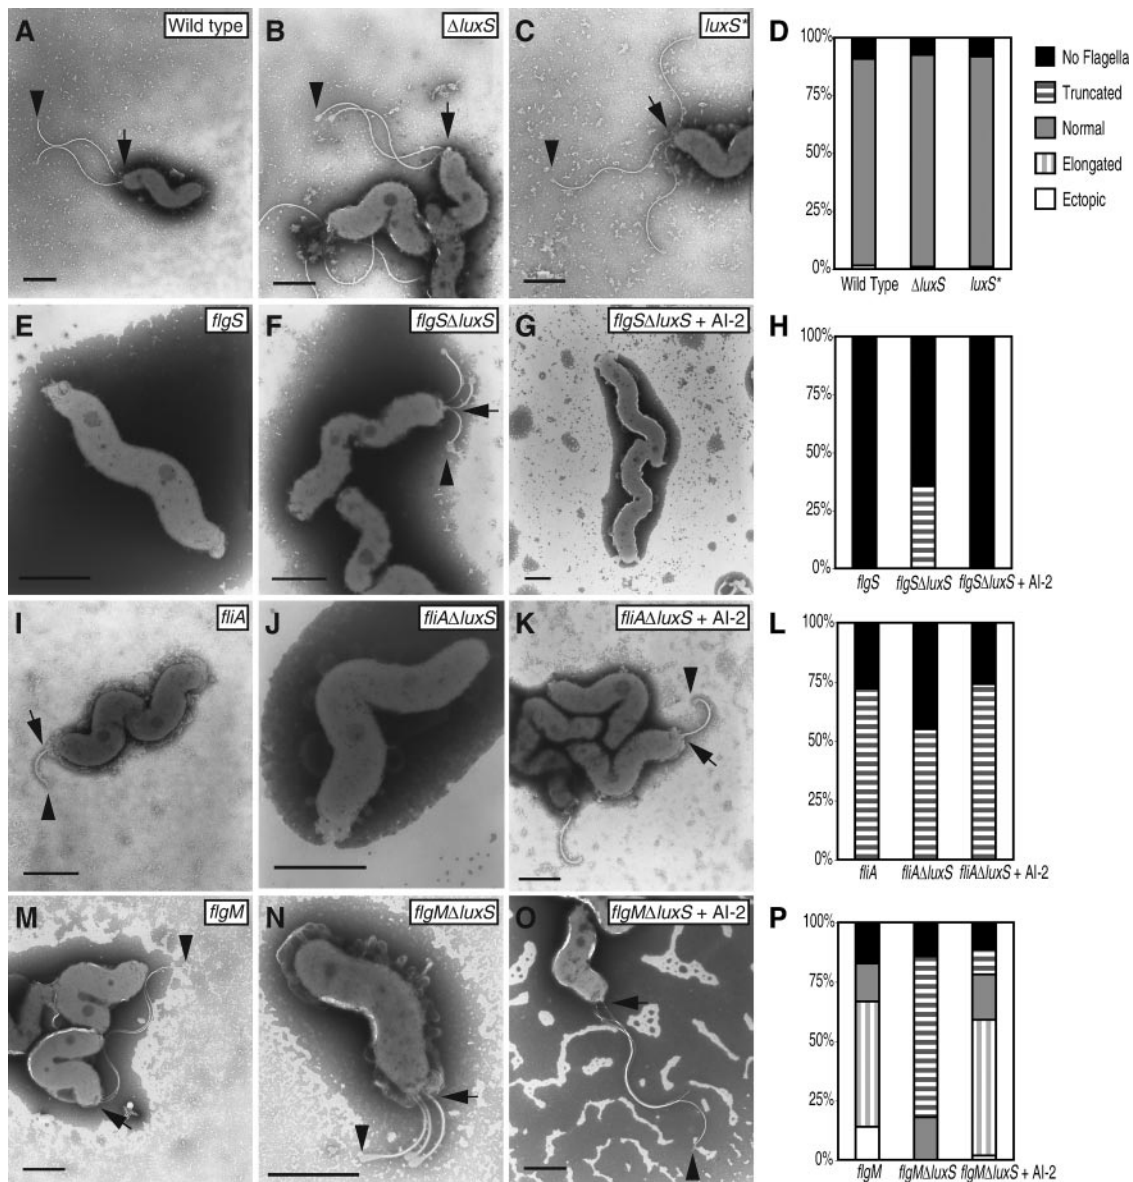 A Wild type
B ΔluxS
C luxS*
D
100%
75%
50%
25%
0%
Wild Type ΔluxS luxS*
No Flagella
Truncated
Normal
Elongated
Ectopic
E flgS
F flgSΔluxS
G flgSΔluxS + AI-2
H
100%
75%
50%
25%
0%
flgS flgSΔluxS flgSΔluxS + AI-2
I fliA
J fliAΔluxS
K fliAΔluxS + AI-2
L
100%
75%
50%
25%
0%
fliA fliAΔluxS fliAΔluxS + AI-2
M flgM
N flgMΔluxS
O flgMΔluxS + AI-2
P
100%
75%
50%
25%
0%
flgM flgMΔluxS flgMΔluxS + AI-2